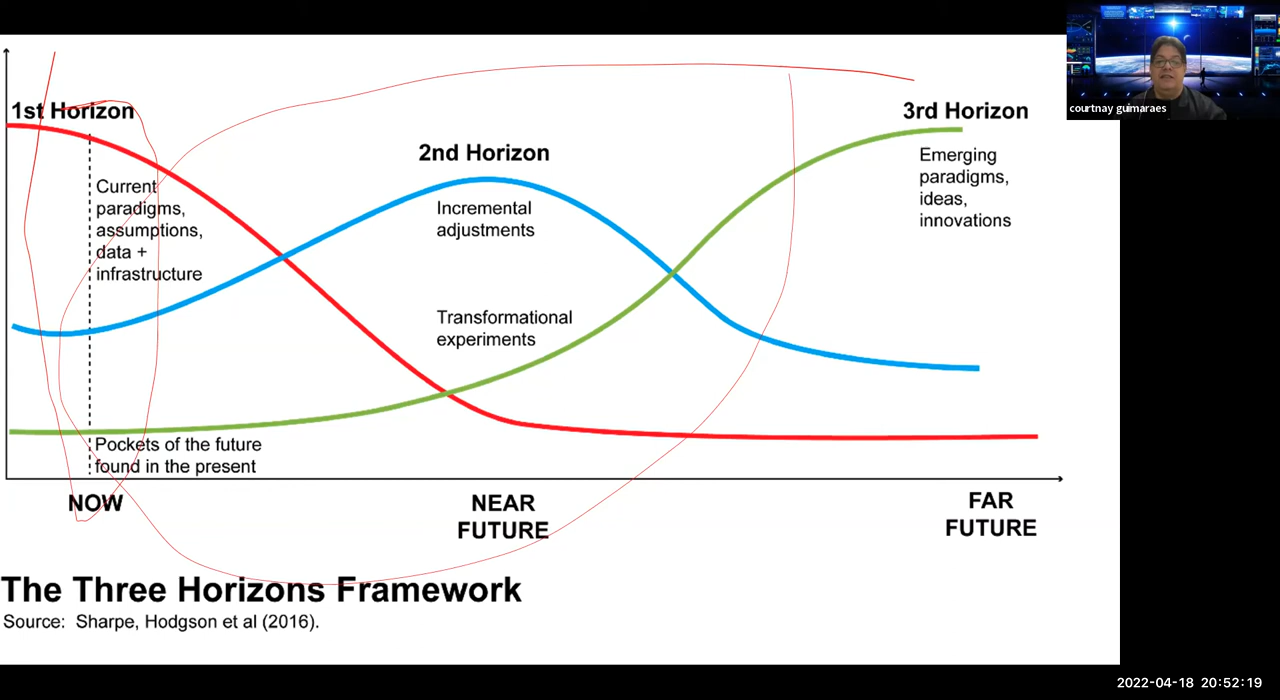 courtnay guimaraes
1st Horizon
2nd Horizon
3rd Horizon
Current
paradigms,
assumptions,
data +
infrastructure
Incremental
adjustments
Emerging
paradigms,
ideas,
innovations
Transformational
experiments
Pockets of the future
found in the present
NOW
NEAR
FUTURE
FAR
FUTURE
The Three Horizons Framework
Source: Sharpe, Hodgson et al (2016).
2022-04-18 20:52:19